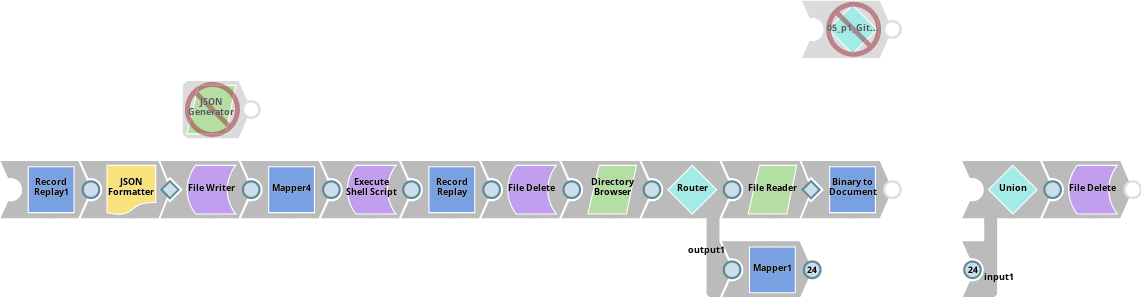 05_p1_Git...
JSON
Generator
Record
Replay1
JSON
Formatter
File Writer
Mapper4
Execute
Shell Script
Record
Replay
File Delete
Directory
Browser
Router
File Reader
Binary to
Document
Union
File Delete
output1
Mapper1
24
24
input1